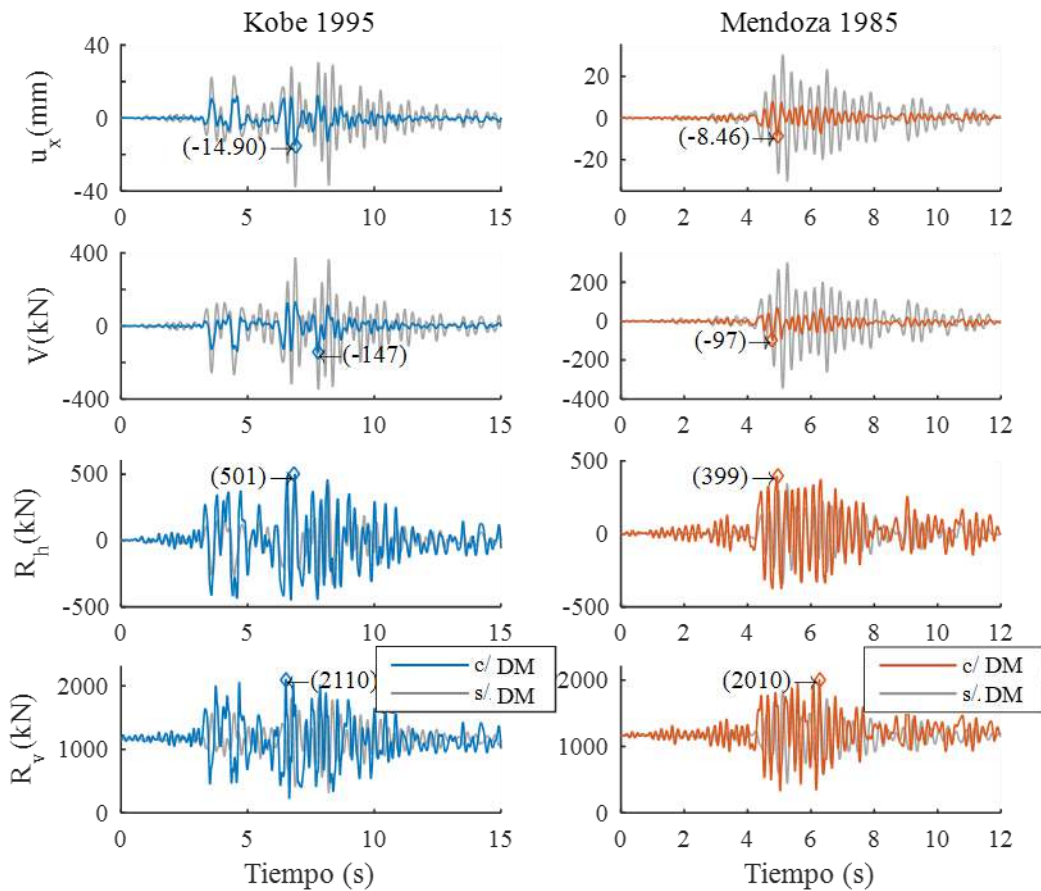 Kobe 1995
Mendoza 1985
u_x(mm)
40
0
-40
(-14.90)
0 5 10 15
20
0
-20
(-8.46)
0 2 4 6 8 10 12
V(kN)
400
0
-400
(-147)
0 5 10 15
200
0
-200
-400
(-97)
0 2 4 6 8 10 12
R_h(kN)
500
0
-500
(501)
0 5 10 15
500
0
-500
(399)
0 2 4 6 8 10 12
R_v(kN)
2000
1000
0
(2110)
c/ DM
s/. DM
0 5 10 15
Tiempo (s)
2000
1000
0
(2010)
c/ DM
s/. DM
0 2 4 6 8 10 12
Tiempo (s)